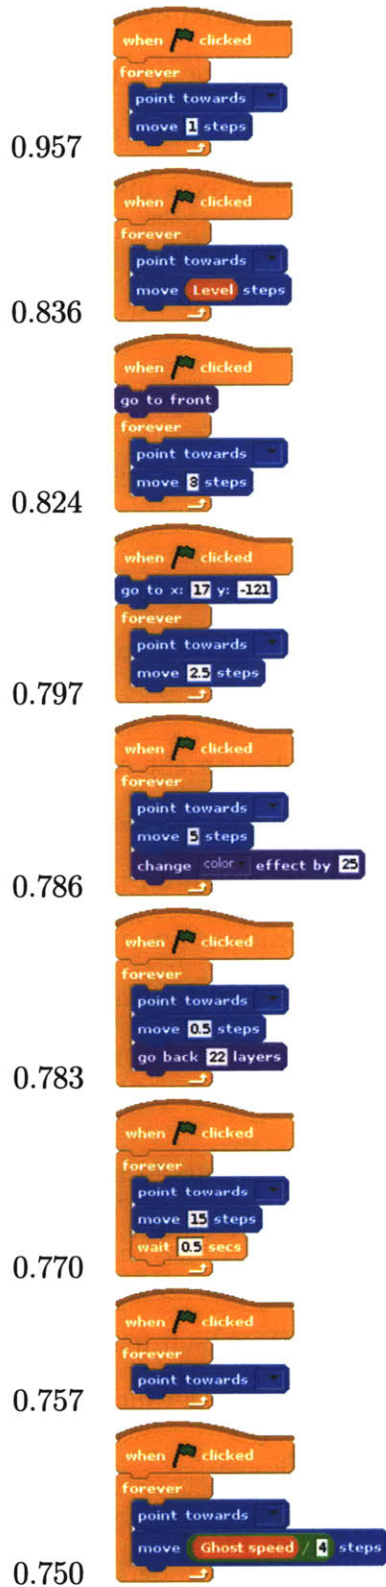 when clicked
forever
point towards
move 1 steps
0.957
when clicked
forever
point towards
move Level steps
0.836
when clicked
go to front
forever
point towards
move 3 steps
0.824
when clicked
go to x: 17 y: -121
forever
point towards
move 2.5 steps
0.797
when clicked
forever
point towards
move 5 steps
change color effect by 25
0.786
when clicked
forever
point towards
move 0.5 steps
go back 22 layers
0.783
when clicked
forever
point towards
move 15 steps
wait 0.5 secs
0.770
when clicked
forever
point towards
0.757
when clicked
forever
point towards
move Ghost speed / 4 steps
0.750